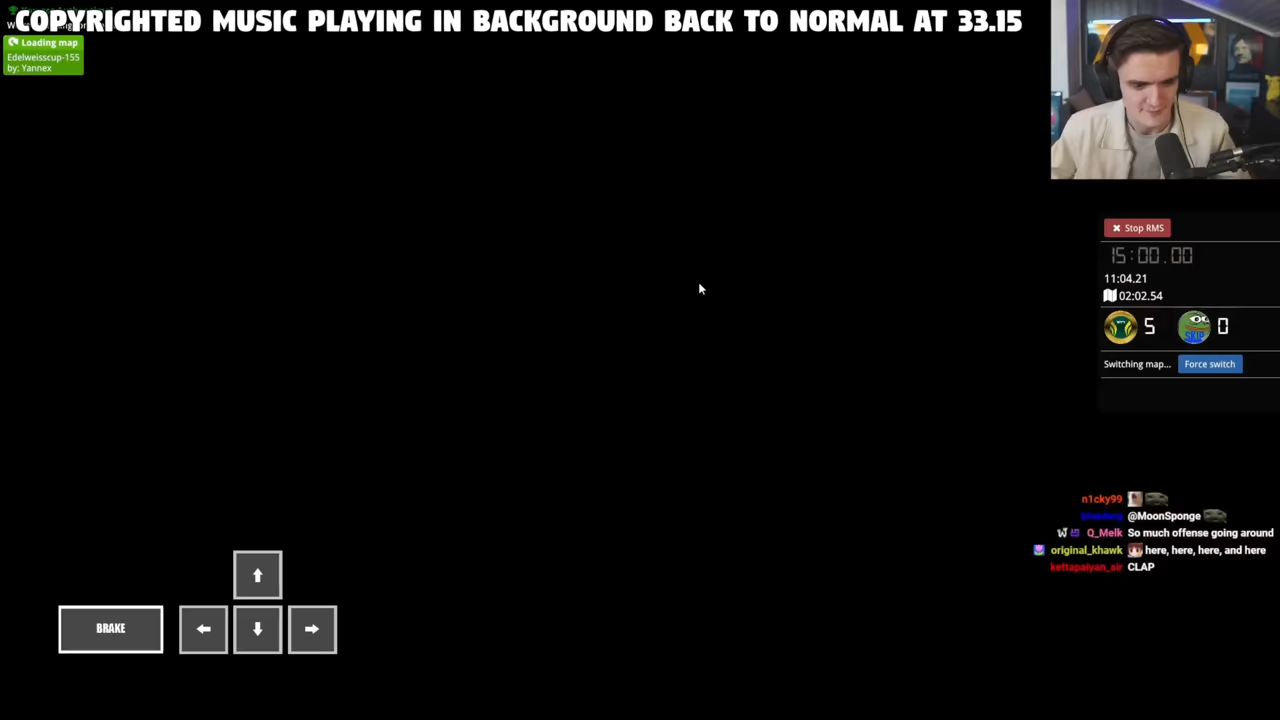 COPYRIGHTED MUSIC PLAYING IN BACKGROUND BACK TO NORMAL AT 33.15
Loading map
Edelweisscup-155
by: Yannex
Stop RMS
15:00.00
11:04.21
02:02.54
5 0
Switching map... Force switch
n1cky99
@MoonSponge
Q_Melk So much offense going around
original_khawk here, here, here, and here
kettapaiyan_sir CLAP
BRAKE